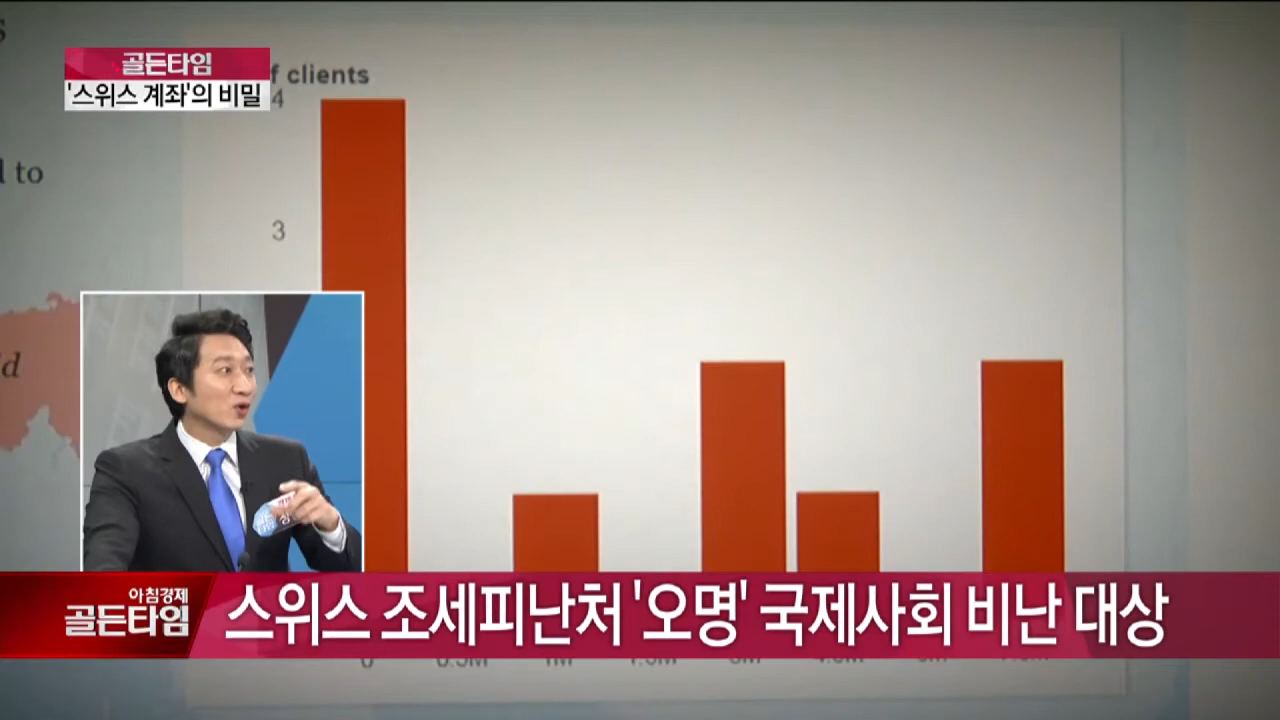 골든타임
'스위스 계좌'의 비밀
f clients
4
3
to
d
아침경제
골든타임
스위스 조세피난처 '오명' 국제사회 비난 대상
0